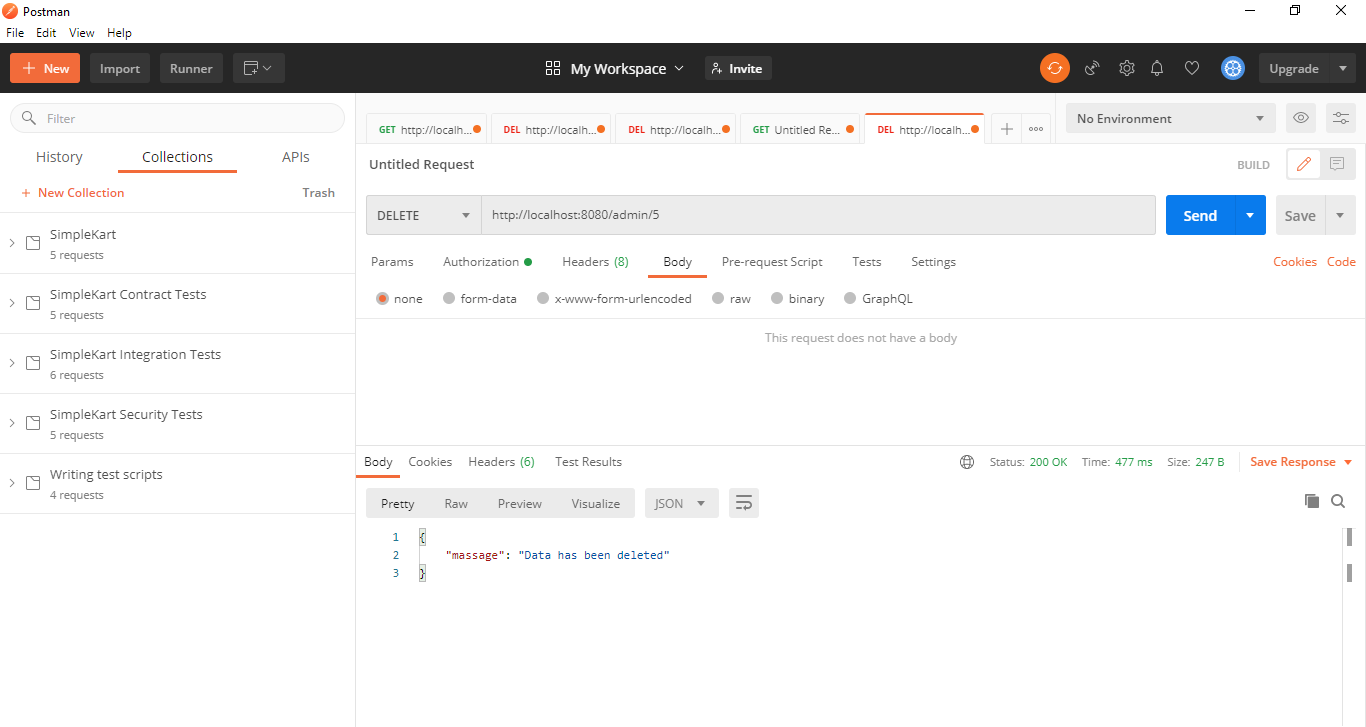 Postman
File Edit View Help
New Import Runner My Workspace Invite Upgrade
Filter
History Collections APIs
+ New Collection Trash
SimpleKart
5 requests
SimpleKart Contract Tests
5 requests
SimpleKart Integration Tests
6 requests
SimpleKart Security Tests
5 requests
Writing test scripts
4 requests
GET http://localh... DEL http://localh... DEL http://localh... GET Untitled Re... DEL http://localh... No Environment
Untitled Request BUILD
DELETE http://localhost:8080/admin/5 Send Save
Params Authorization Headers (8) Body Pre-request Script Tests Settings Cookies Code
none form-data x-www-form-urlencoded raw binary GraphQL
This request does not have a body
Body Cookies Headers (6) Test Results Status: 200 OK Time: 477 ms Size: 247 B Save Response
Pretty Raw Preview Visualize JSON
1 {
2 "massage": "Data has been deleted"
3 }